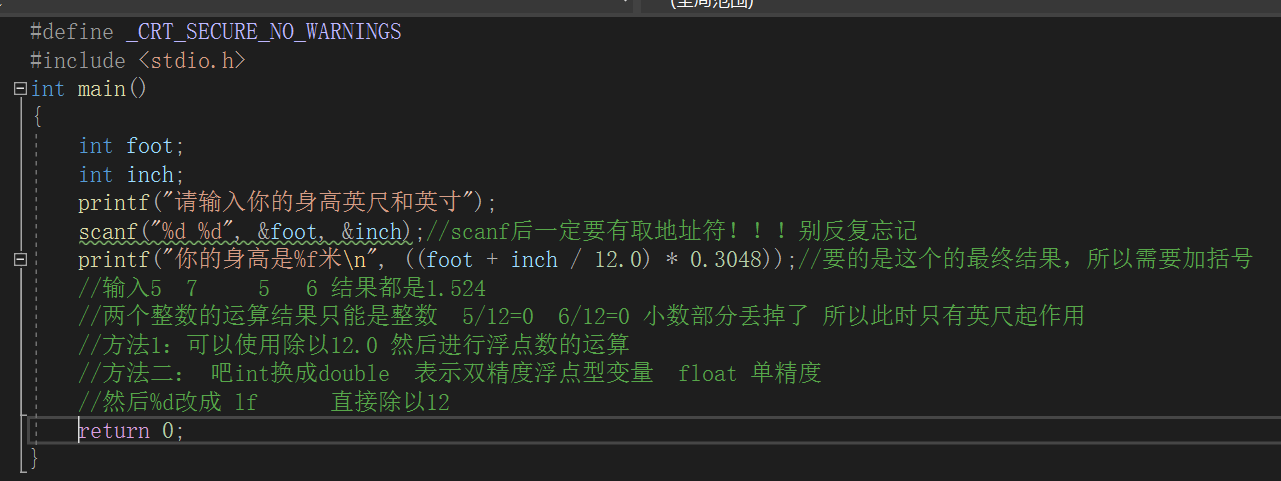 (全局范围)
#define _CRT_SECURE_NO_WARNINGS
#include <stdio.h>
int main()
{
int foot;
int inch;
printf("请输入你的身高英尺和英寸");
scanf("%d %d", &foot, &inch);//scanf后一定要有取地址符！！！别反复忘记
printf("你的身高是%f米\n", ((foot + inch / 12.0) * 0.3048));//要的是这个的最终结果，所以需要加括号
//输入5  7     5   6 结果都是1.524
//两个整数的运算结果只能是整数  5/12=0  6/12=0 小数部分丢掉了 所以此时只有英尺起作用
//方法1：可以使用除以12.0 然后进行浮点数的运算
//方法二： 吧int换成double  表示双精度浮点型变量  float 单精度
//然后%d改成 lf      直接除以12
return 0;
}